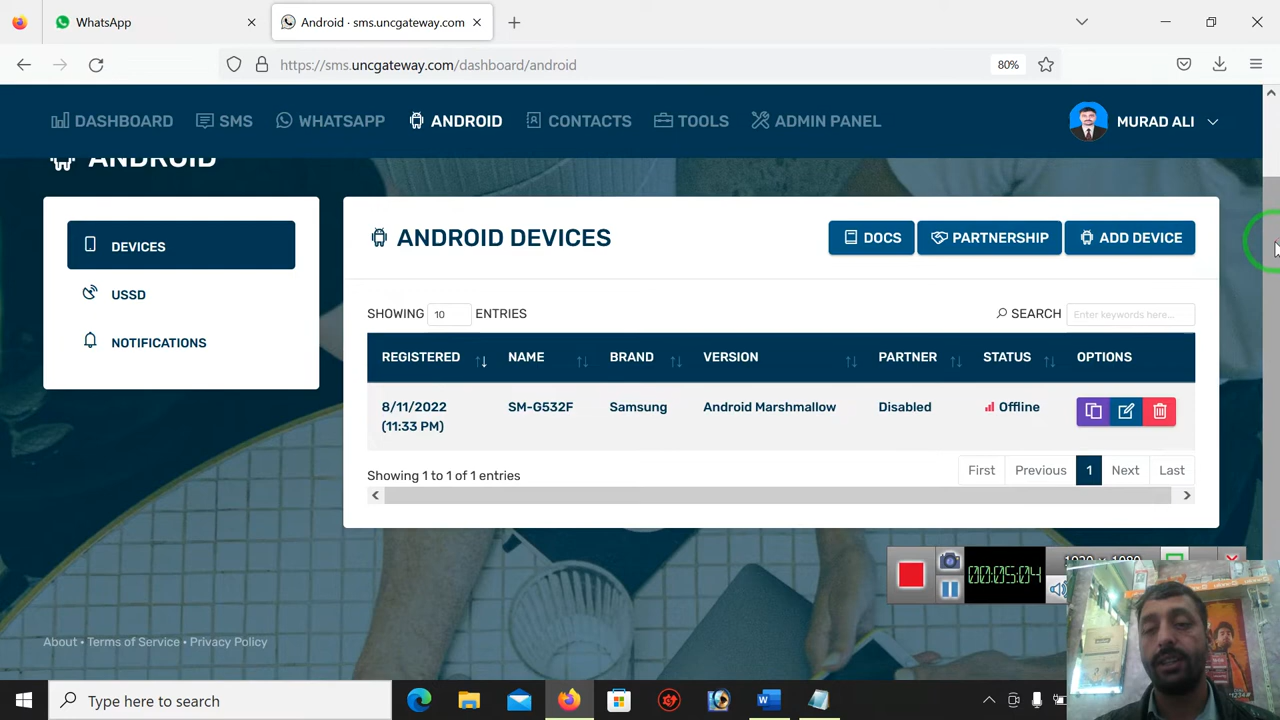 WhatsApp
Android · sms.uncgateway.com
https://sms.uncgateway.com/dashboard/android
80%
DASHBOARD
SMS
WHATSAPP
ANDROID
CONTACTS
TOOLS
ADMIN PANEL
MURAD ALI
ANDROID
DEVICES
USSD
NOTIFICATIONS
ANDROID DEVICES
DOCS
PARTNERSHIP
ADD DEVICE
SHOWING 10 ENTRIES
SEARCH Enter keywords here...
REGISTERED NAME BRAND VERSION PARTNER STATUS OPTIONS
8/11/2022 SM-G532F Samsung Android Marshmallow Disabled Offline
(11:33 PM)
Showing 1 to 1 of 1 entries
First Previous 1 Next Last
00:05:04
About • Terms of Service • Privacy Policy
Type here to search